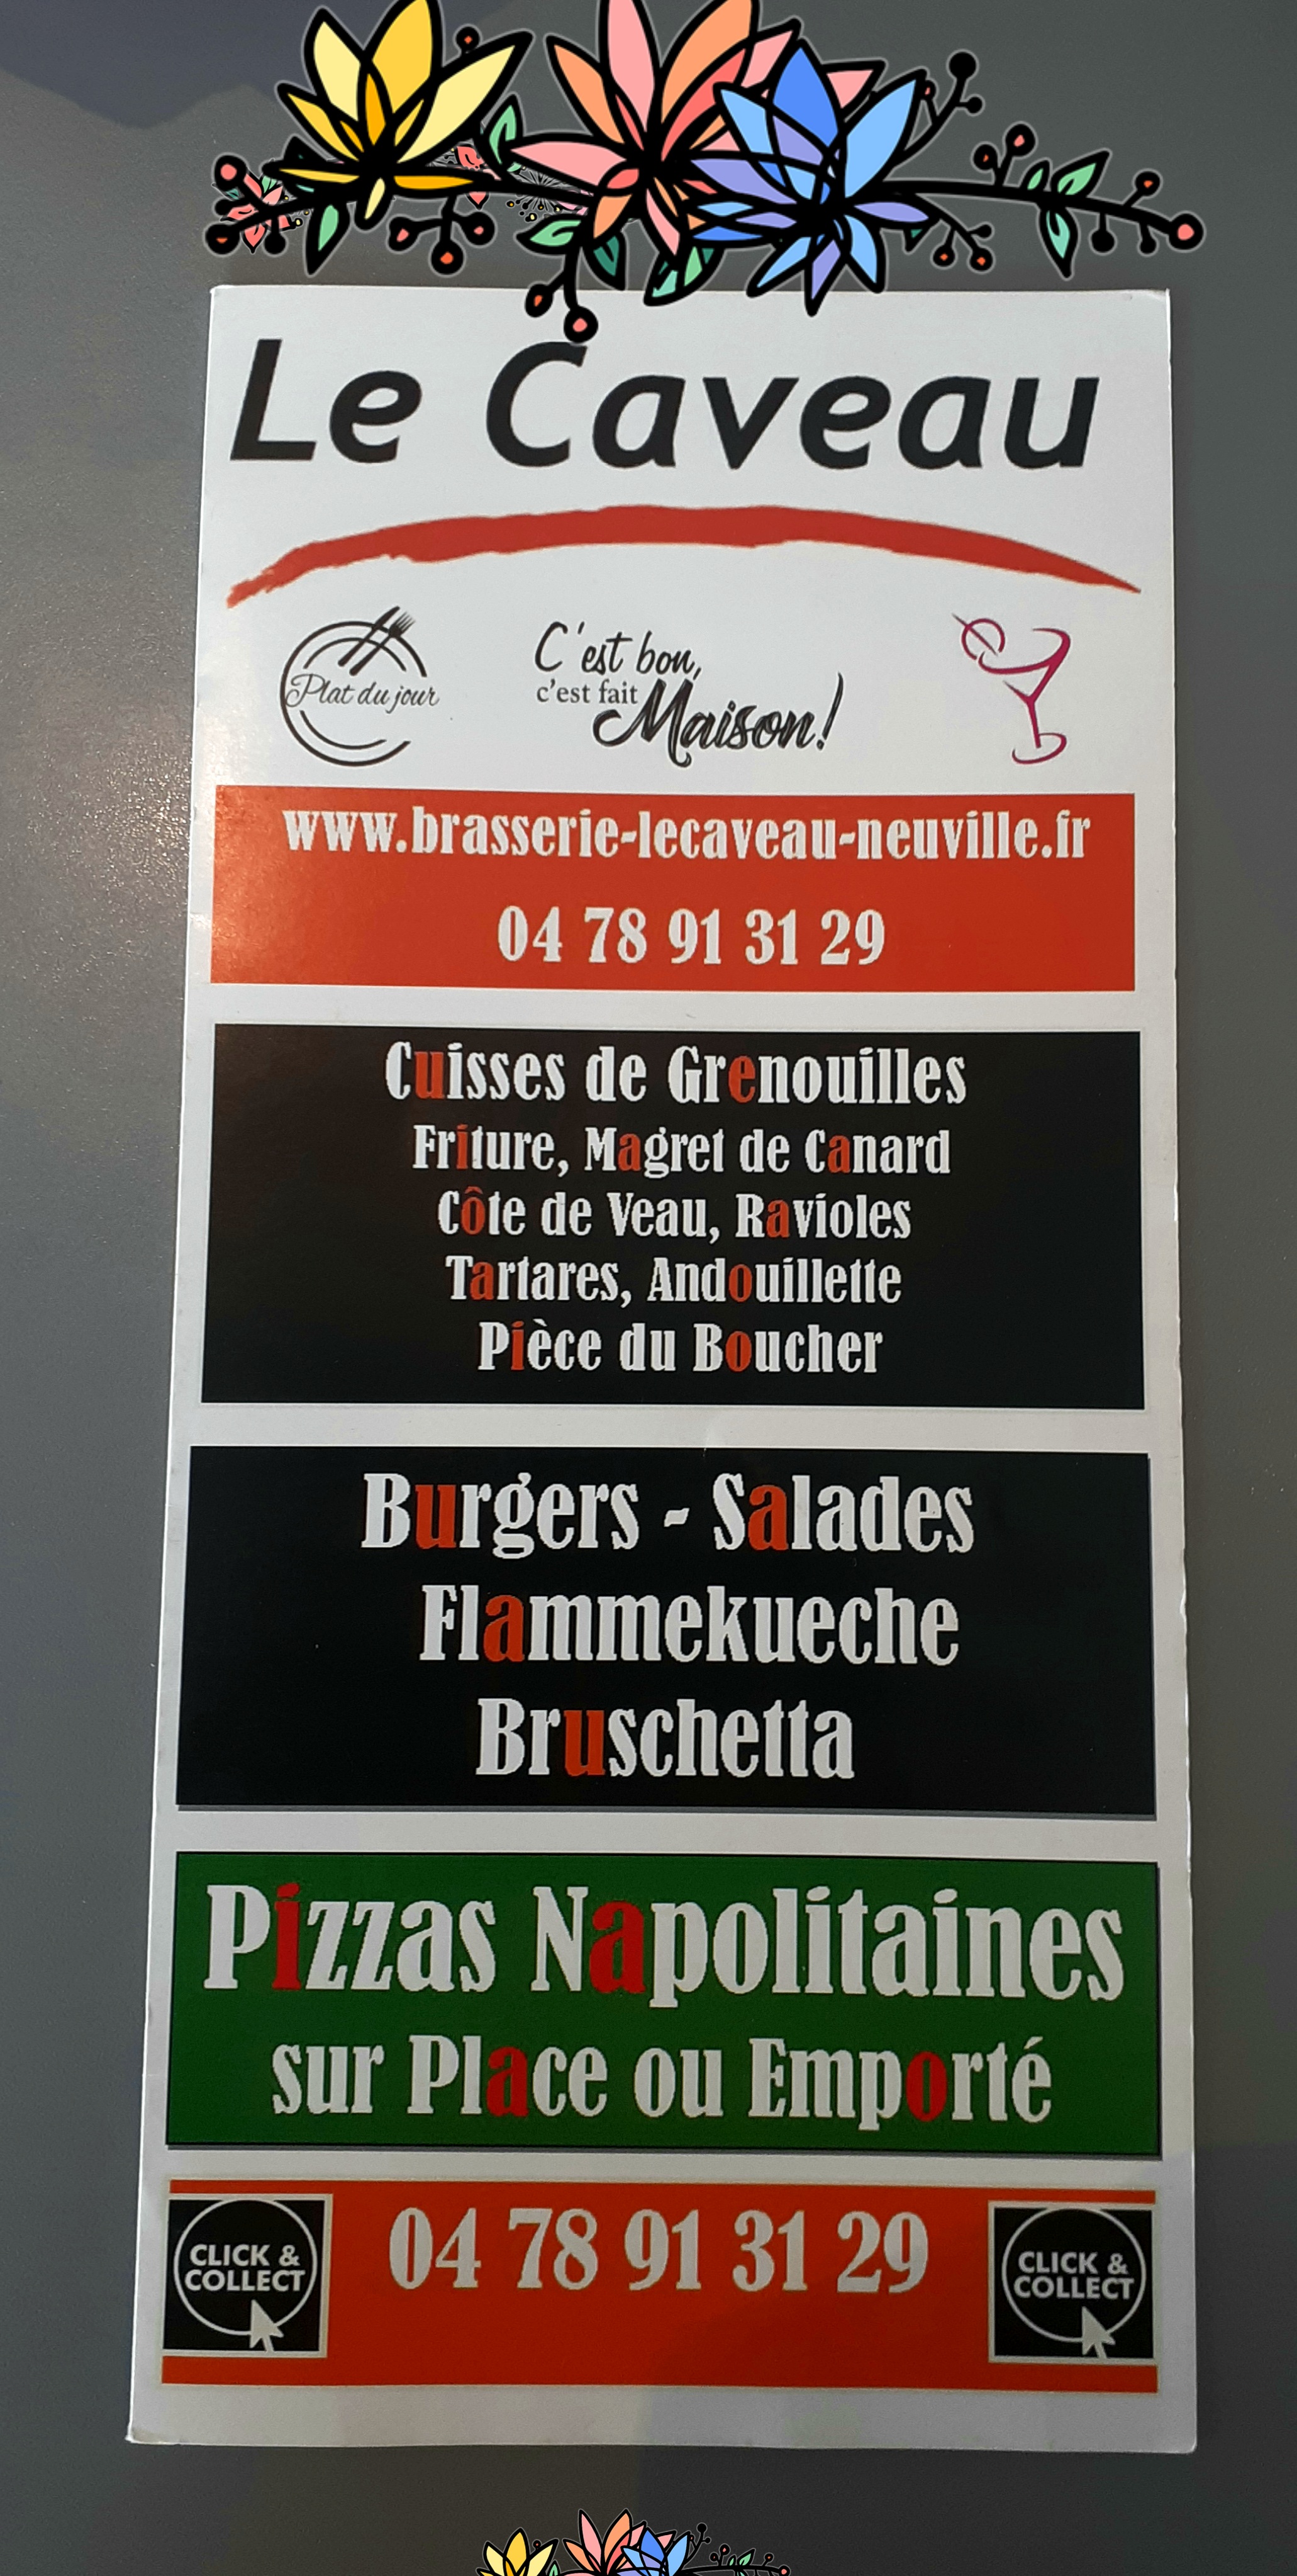 Le Caveau
Plat du jour
C'est bon,
c'est fait Maison!
www.brasserie-lecaveau-neuville.fr
04 78 91 31 29
Cuisses de Grenouilles
Friture, Magret de Canard
Côte de Veau, Ravioles
Tartares, Andouillette
Pièce du Boucher
Burgers - Salades
Flammekueche
Bruschetta
Pizzas Napolitaines
sur Place ou Emporté
CLICK &
COLLECT
04 78 91 31 29
CLICK &
COLLECT